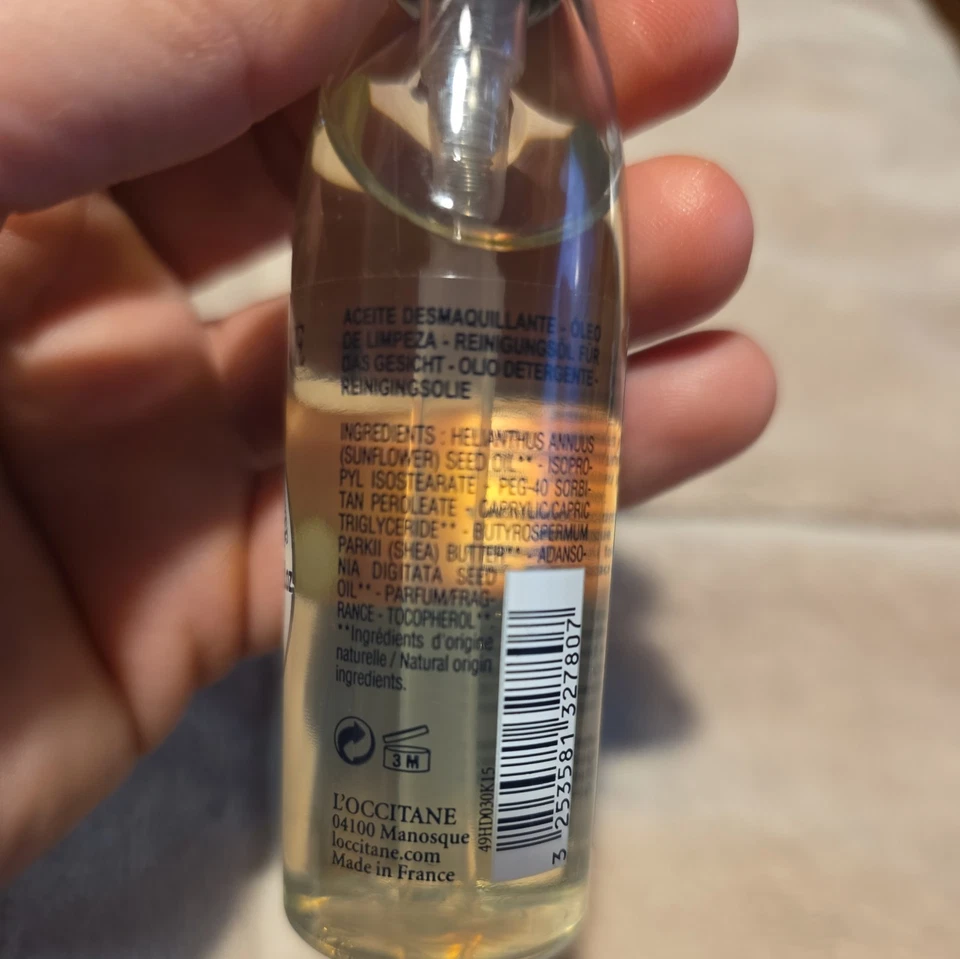 ACEITE DESMAQUILLANTE - ÓLEO
DE LIMPEZA - REINIGUNGSÖL FÜR
DAS GESICHT - OLIO DETERGENTE-
REINIGINGSOLIE
INGREDIENTS : HELIANTHUS ANNUUS
(SUNFLOWER) SEED OIL** - ISOPRO-
PYL ISOSTEARATE - PEG-40 SORBI-
TAN PEROLEATE - CAPRYLIC/CAPRIC
TRIGLYCERIDE** - BUTYROSPERMUM
PARKII (SHEA) BUTTER** - ADANSO-
NIA DIGITATA SEED
OIL** - PARFUM/FRAG-
RANCE - TOCOPHEROL**
**Ingrédients d'origine
naturelle / Natural origin
ingredients.
3 M
L'OCCITANE
04100 Manosque
loccitane.com
Made in France
49HD030K15
3 253581 327807